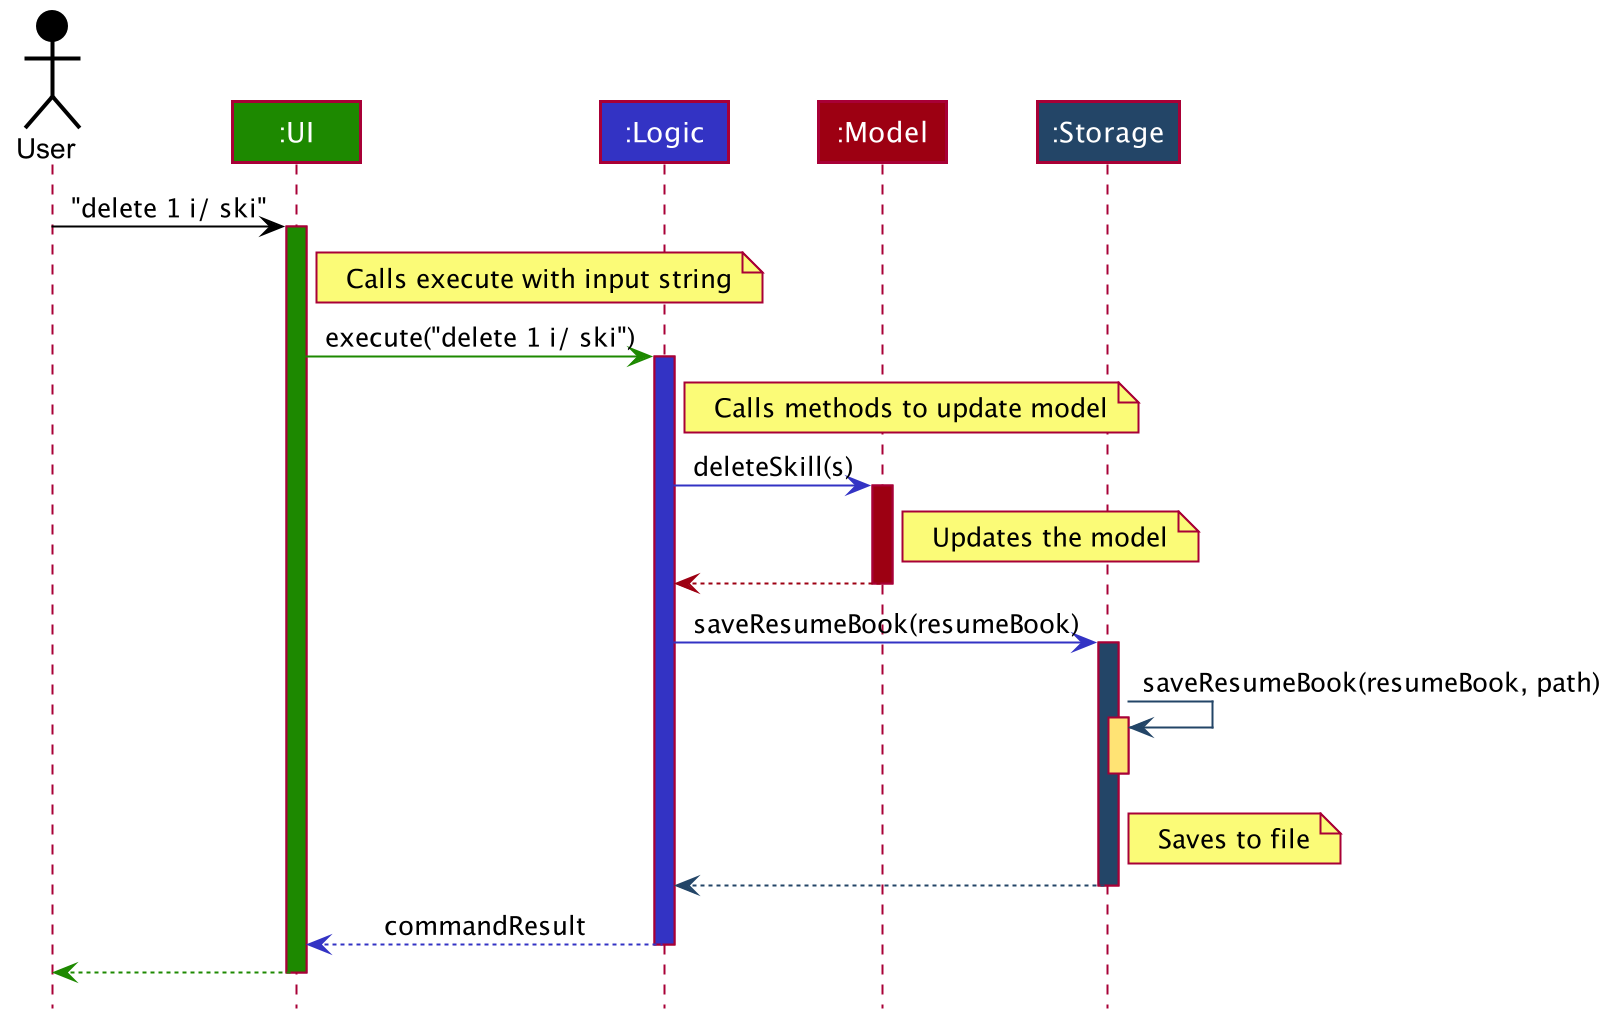 User
:UI
:Logic
:Model
:Storage
"delete 1 i/ ski"
Calls execute with input string
execute("delete 1 i/ ski")
Calls methods to update model
deleteSkill(s)
Updates the model
saveResumeBook(resumeBook)
saveResumeBook(resumeBook, path)
Saves to file
commandResult